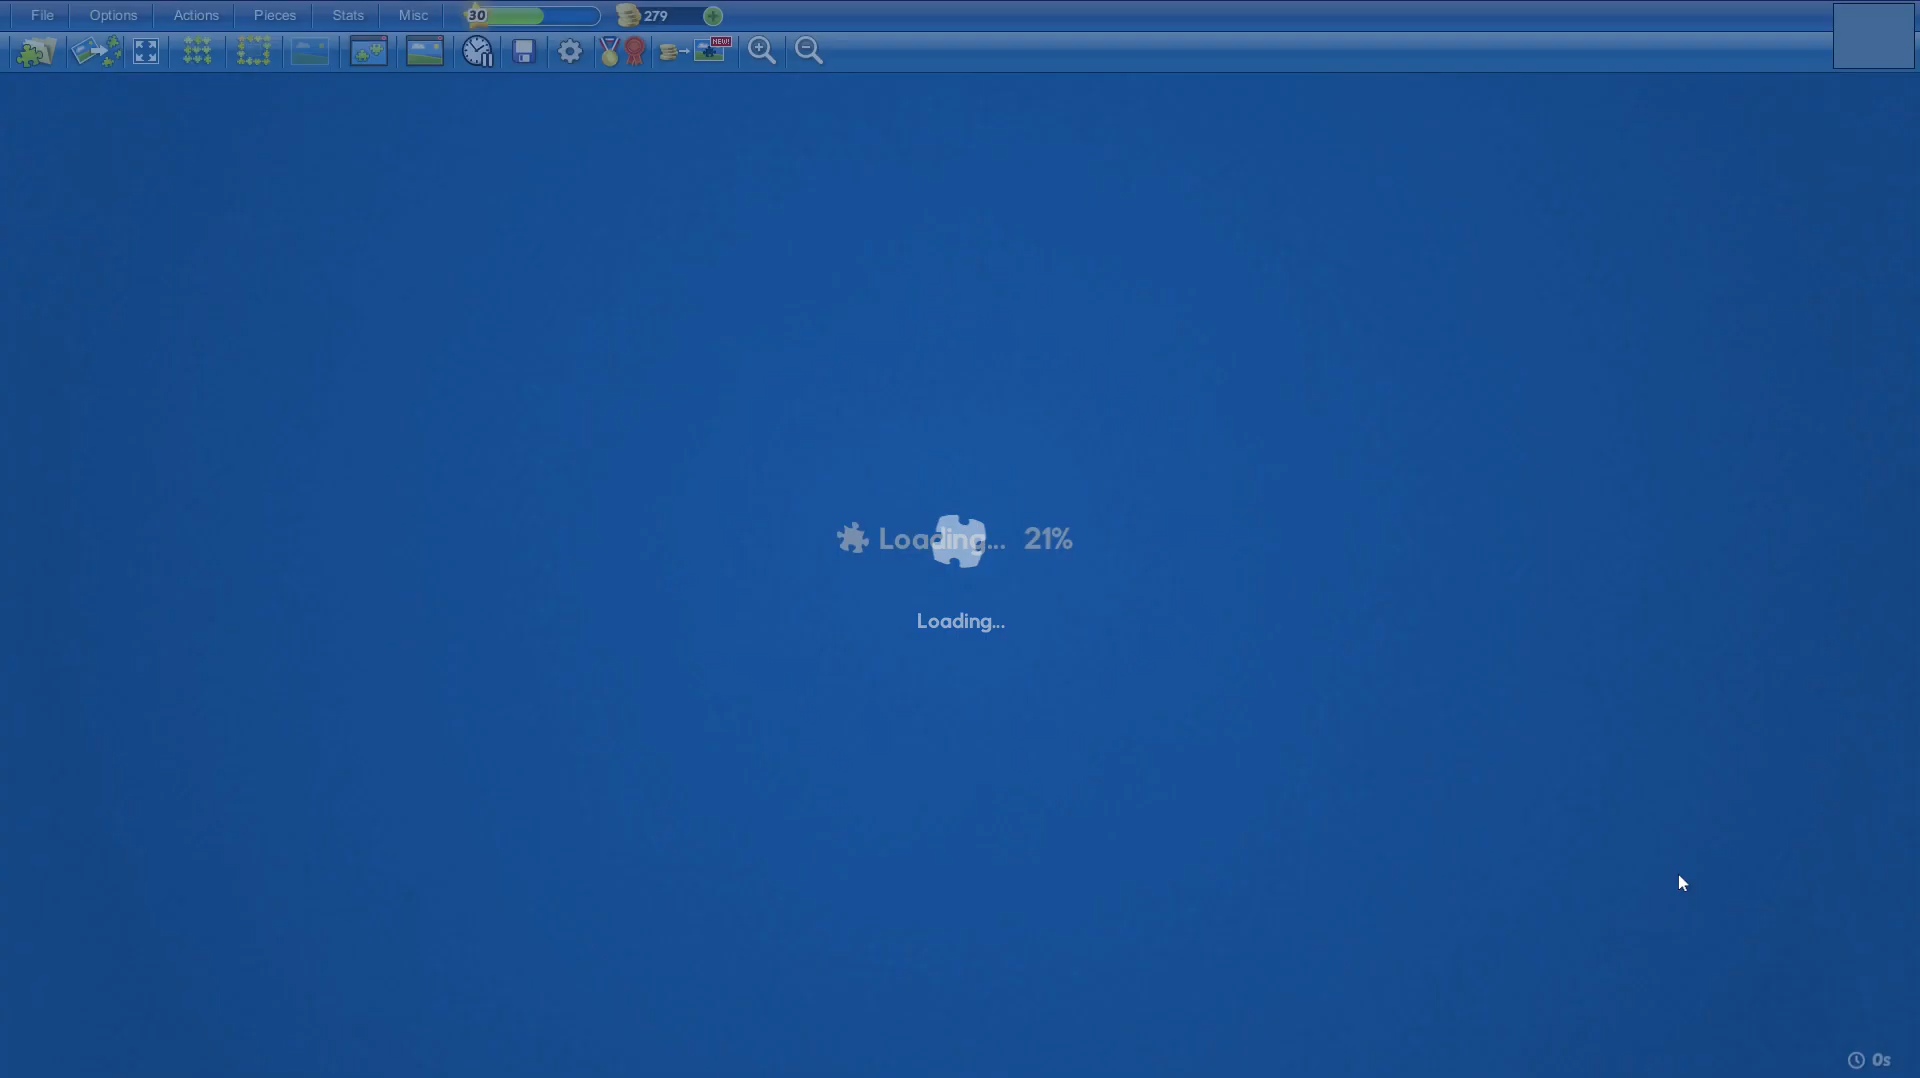 File Options Actions Pieces Stats Misc 30 279
NEW!
Loading... 21%
Loading...
0s